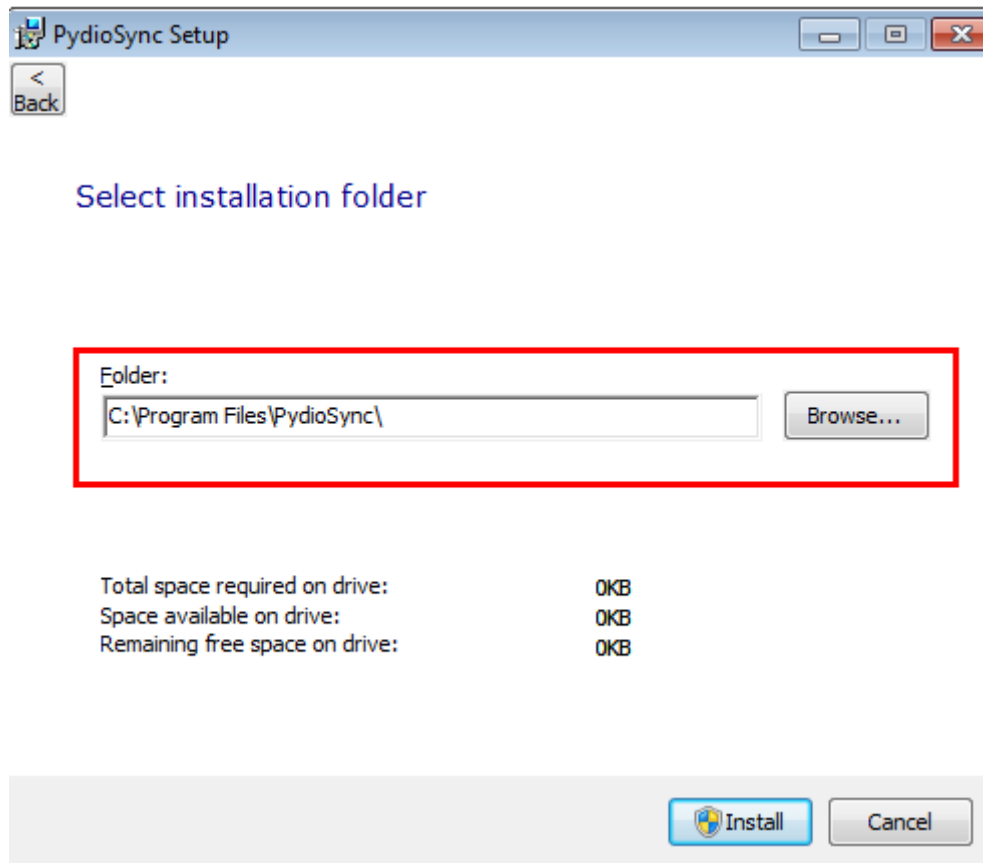 PydioSync Setup
<
Back
Select installation folder
Folder:
C:\Program Files\PydioSync\
Browse...
Total space required on drive: 0KB
Space available on drive: 0KB
Remaining free space on drive: 0KB
Install
Cancel